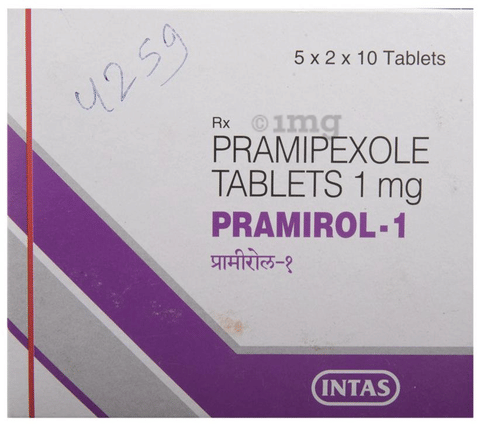 4259
5 x 2 x 10 Tablets
Rx
©1mg
PRAMIPEXOLE
TABLETS 1 mg
PRAMIROL-1
प्रामीरोल-१
INTAS